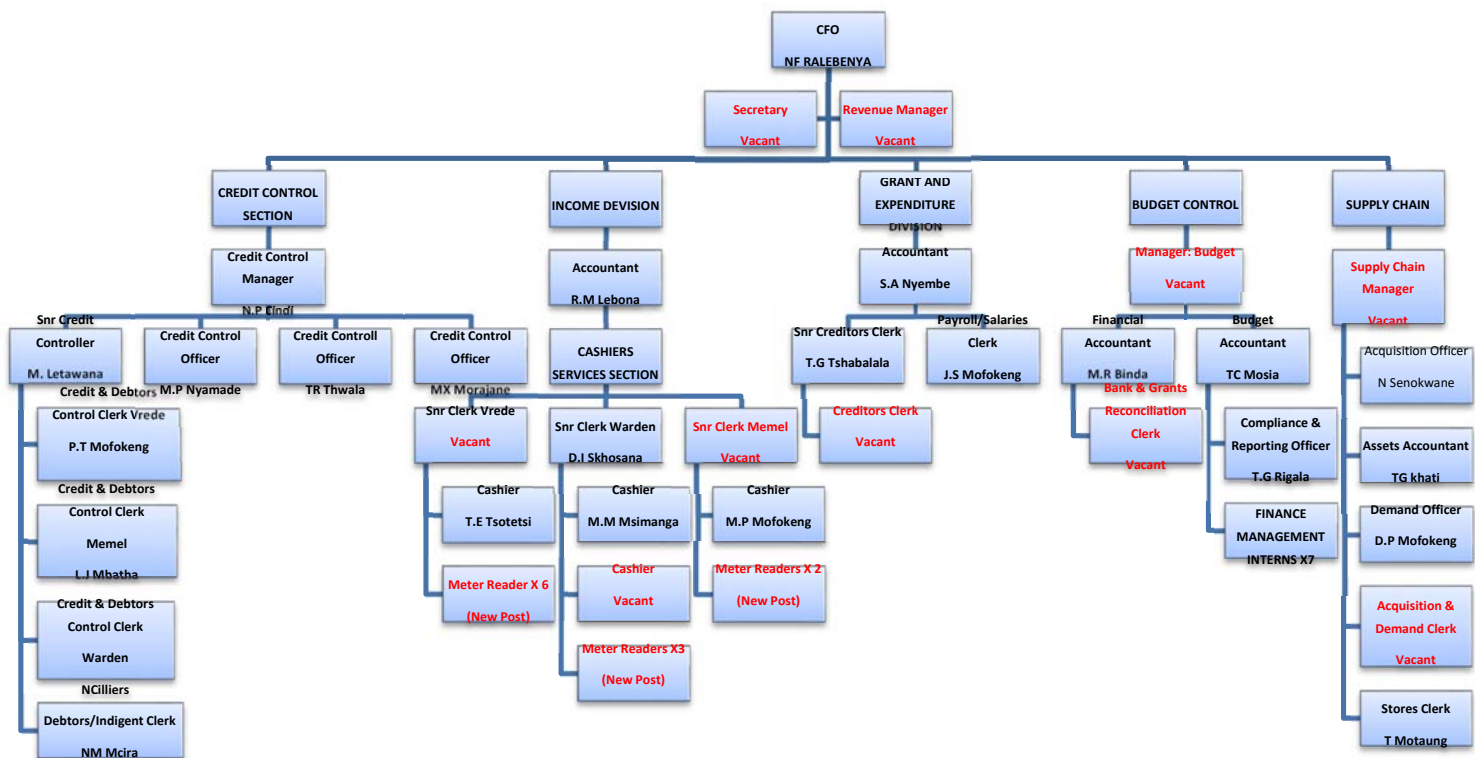 CFO
NF RALEBENYA
Secretary
Vacant
Revenue Manager
Vacant
CREDIT CONTROL
SECTION
INCOME DEVISION
GRANT AND
EXPENDITURE
DIVISION
BUDGET CONTROL
SUPPLY CHAIN
Credit Control
Manager
N.P Cindi
Accountant
R.M Lebona
Accountant
S.A Nyembe
Manager: Budget
Vacant
Supply Chain
Manager
Vacant
Snr Credit
Controller
M. Letawana
Credit Control
Officer
M.P Nyamade
Credit Controll
Officer
TR Thwala
Credit Control
Officer
MX Morajane
CASHIERS
SERVICES SECTION
Snr Creditors Clerk
T.G Tshabalala
Payroll/Salaries
Clerk
J.S Mofokeng
Financial
Accountant
M.R Binda
Budget
Accountant
TC Mosia
Acquisition Officer
N Senokwane
Credit & Debtors
Control Clerk Vrede
P.T Mofokeng
Snr Clerk Vrede
Vacant
Snr Clerk Warden
D.I Skhosana
Snr Clerk Memel
Vacant
Creditors Clerk
Vacant
Bank & Grants
Reconciliation
Clerk
Vacant
Compliance &
Reporting Officer
T.G Rigala
Assets Accountant
TG khati
Credit & Debtors
Control Clerk
Memel
L.J Mbatha
Cashier
T.E Tsotetsi
Cashier
M.M Msimanga
Cashier
M.P Mofokeng
FINANCE
MANAGEMENT
INTERNS X7
Demand Officer
D.P Mofokeng
Credit & Debtors
Control Clerk
Warden
NCilliers
Meter Reader X 6
(New Post)
Cashier
Vacant
Meter Readers X 2
(New Post)
Acquisition &
Demand Clerk
Vacant
Meter Readers X3
(New Post)
Debtors/Indigent Clerk
NM Mcira
Stores Clerk
T Motaung